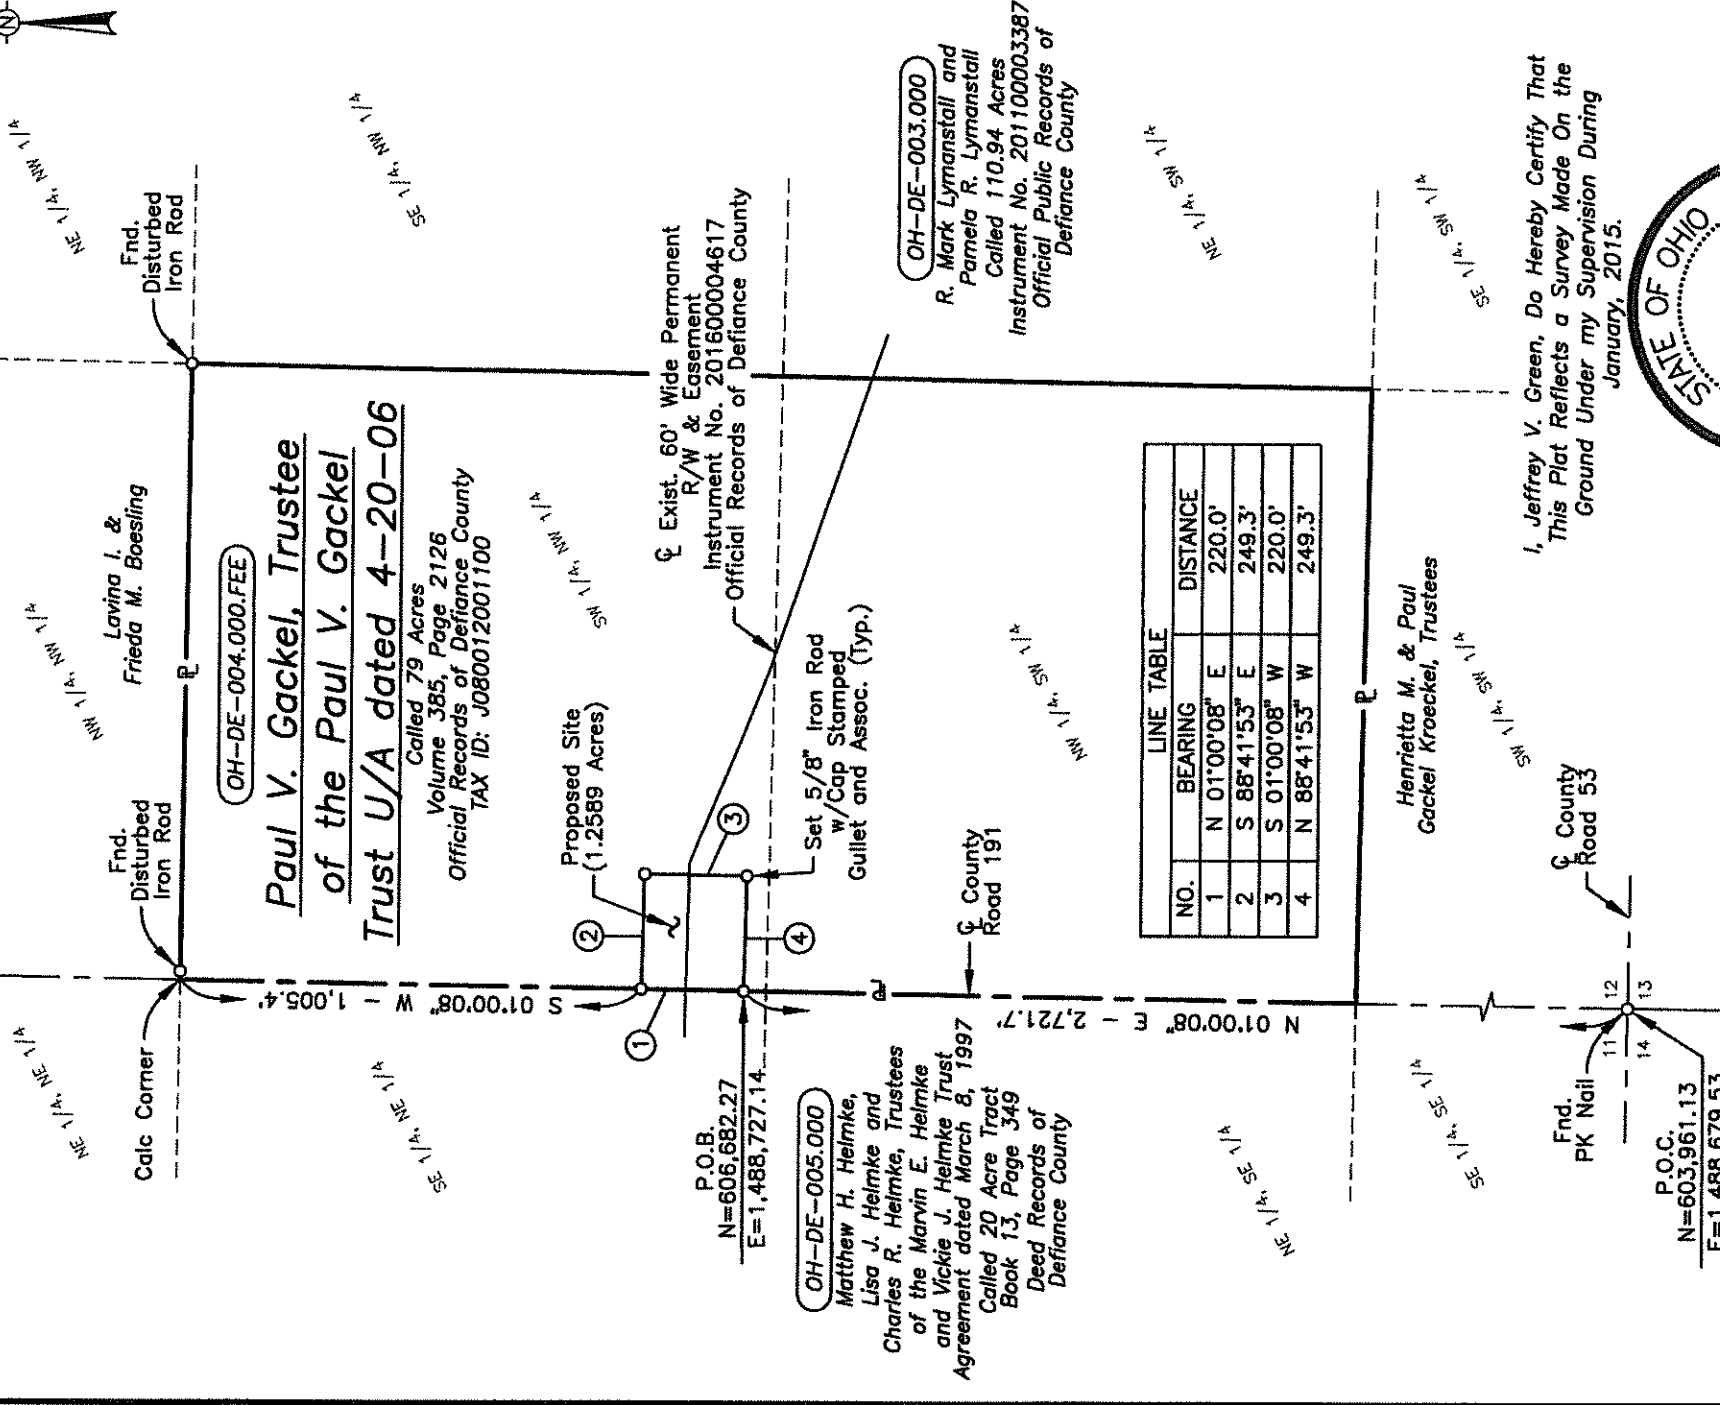 N
NE 1/4, NW 1/4
NW 1/4, NW 1/4
NE 1/4, NE 1/4
SE 1/4, NW 1/4
SE 1/4, NE 1/4
SW 1/4, NW 1/4
Fnd.
Disturbed
Iron Rod
Lavina I. &
Frieda M. Boesling
Fnd.
Disturbed
Iron Rod
Calc Corner
OH-DE-004.000.FEE
Paul V. Gackel, Trustee
of the Paul V. Gackel
Trust U/A dated 4-20-06
Called 79 Acres
Volume 385, Page 2126
Official Records of Defiance County
TAX ID: J080012001100
S 01°00'08" W - 1,005.4'
Proposed Site
(1.2589 Acres)
1
2
3
4
℄ Exist. 60' Wide Permanent
R/W & Easement
Instrument No. 201600004617
Official Records of Defiance County
Set 5/8" Iron Rod
w/Cap Stamped
Gullet and Assoc. (Typ.)
P.O.B.
N=606,682.27
E=1,488,727.14
OH-DE-003.000
R. Mark Lymanstall and
Pamela R. Lymanstall
Called 110.94 Acres
Instrument No. 201100003387
Official Public Records of
Defiance County
OH-DE-005.000
Matthew H. Helmke,
Lisa J. Helmke and
Charles R. Helmke, Trustees
of the Marvin E. Helmke
and Vickie J. Helmke Trust
Agreement dated March 8, 1997
Called 20 Acre Tract
Book 13, Page 349
Deed Records of
Defiance County
℄ County
Road 191
N 01°00'08" E - 2,721.7'
NW 1/4, SW 1/4
NE 1/4, SW 1/4
NE 1/4, SE 1/4
LINE TABLE
NO. BEARING DISTANCE
1 N 01°00'08" E 220.0'
2 S 88°41'53" E 249.3'
3 S 01°00'08" W 220.0'
4 N 88°41'53" W 249.3'
Henrietta M. & Paul
Gackel Kroeckel, Trustees
SW 1/4, SW 1/4
SE 1/4, SW 1/4
SE 1/4, SE 1/4
℄ County
Road 53
Fnd.
PK Nail
11 12
14 13
P.O.C.
N=603,961.13
E=1,488,679.53
I, Jeffrey V. Green, Do Hereby Certify That
This Plat Reflects a Survey Made On the
Ground Under my Supervision During
January, 2015.
STATE OF OHIO